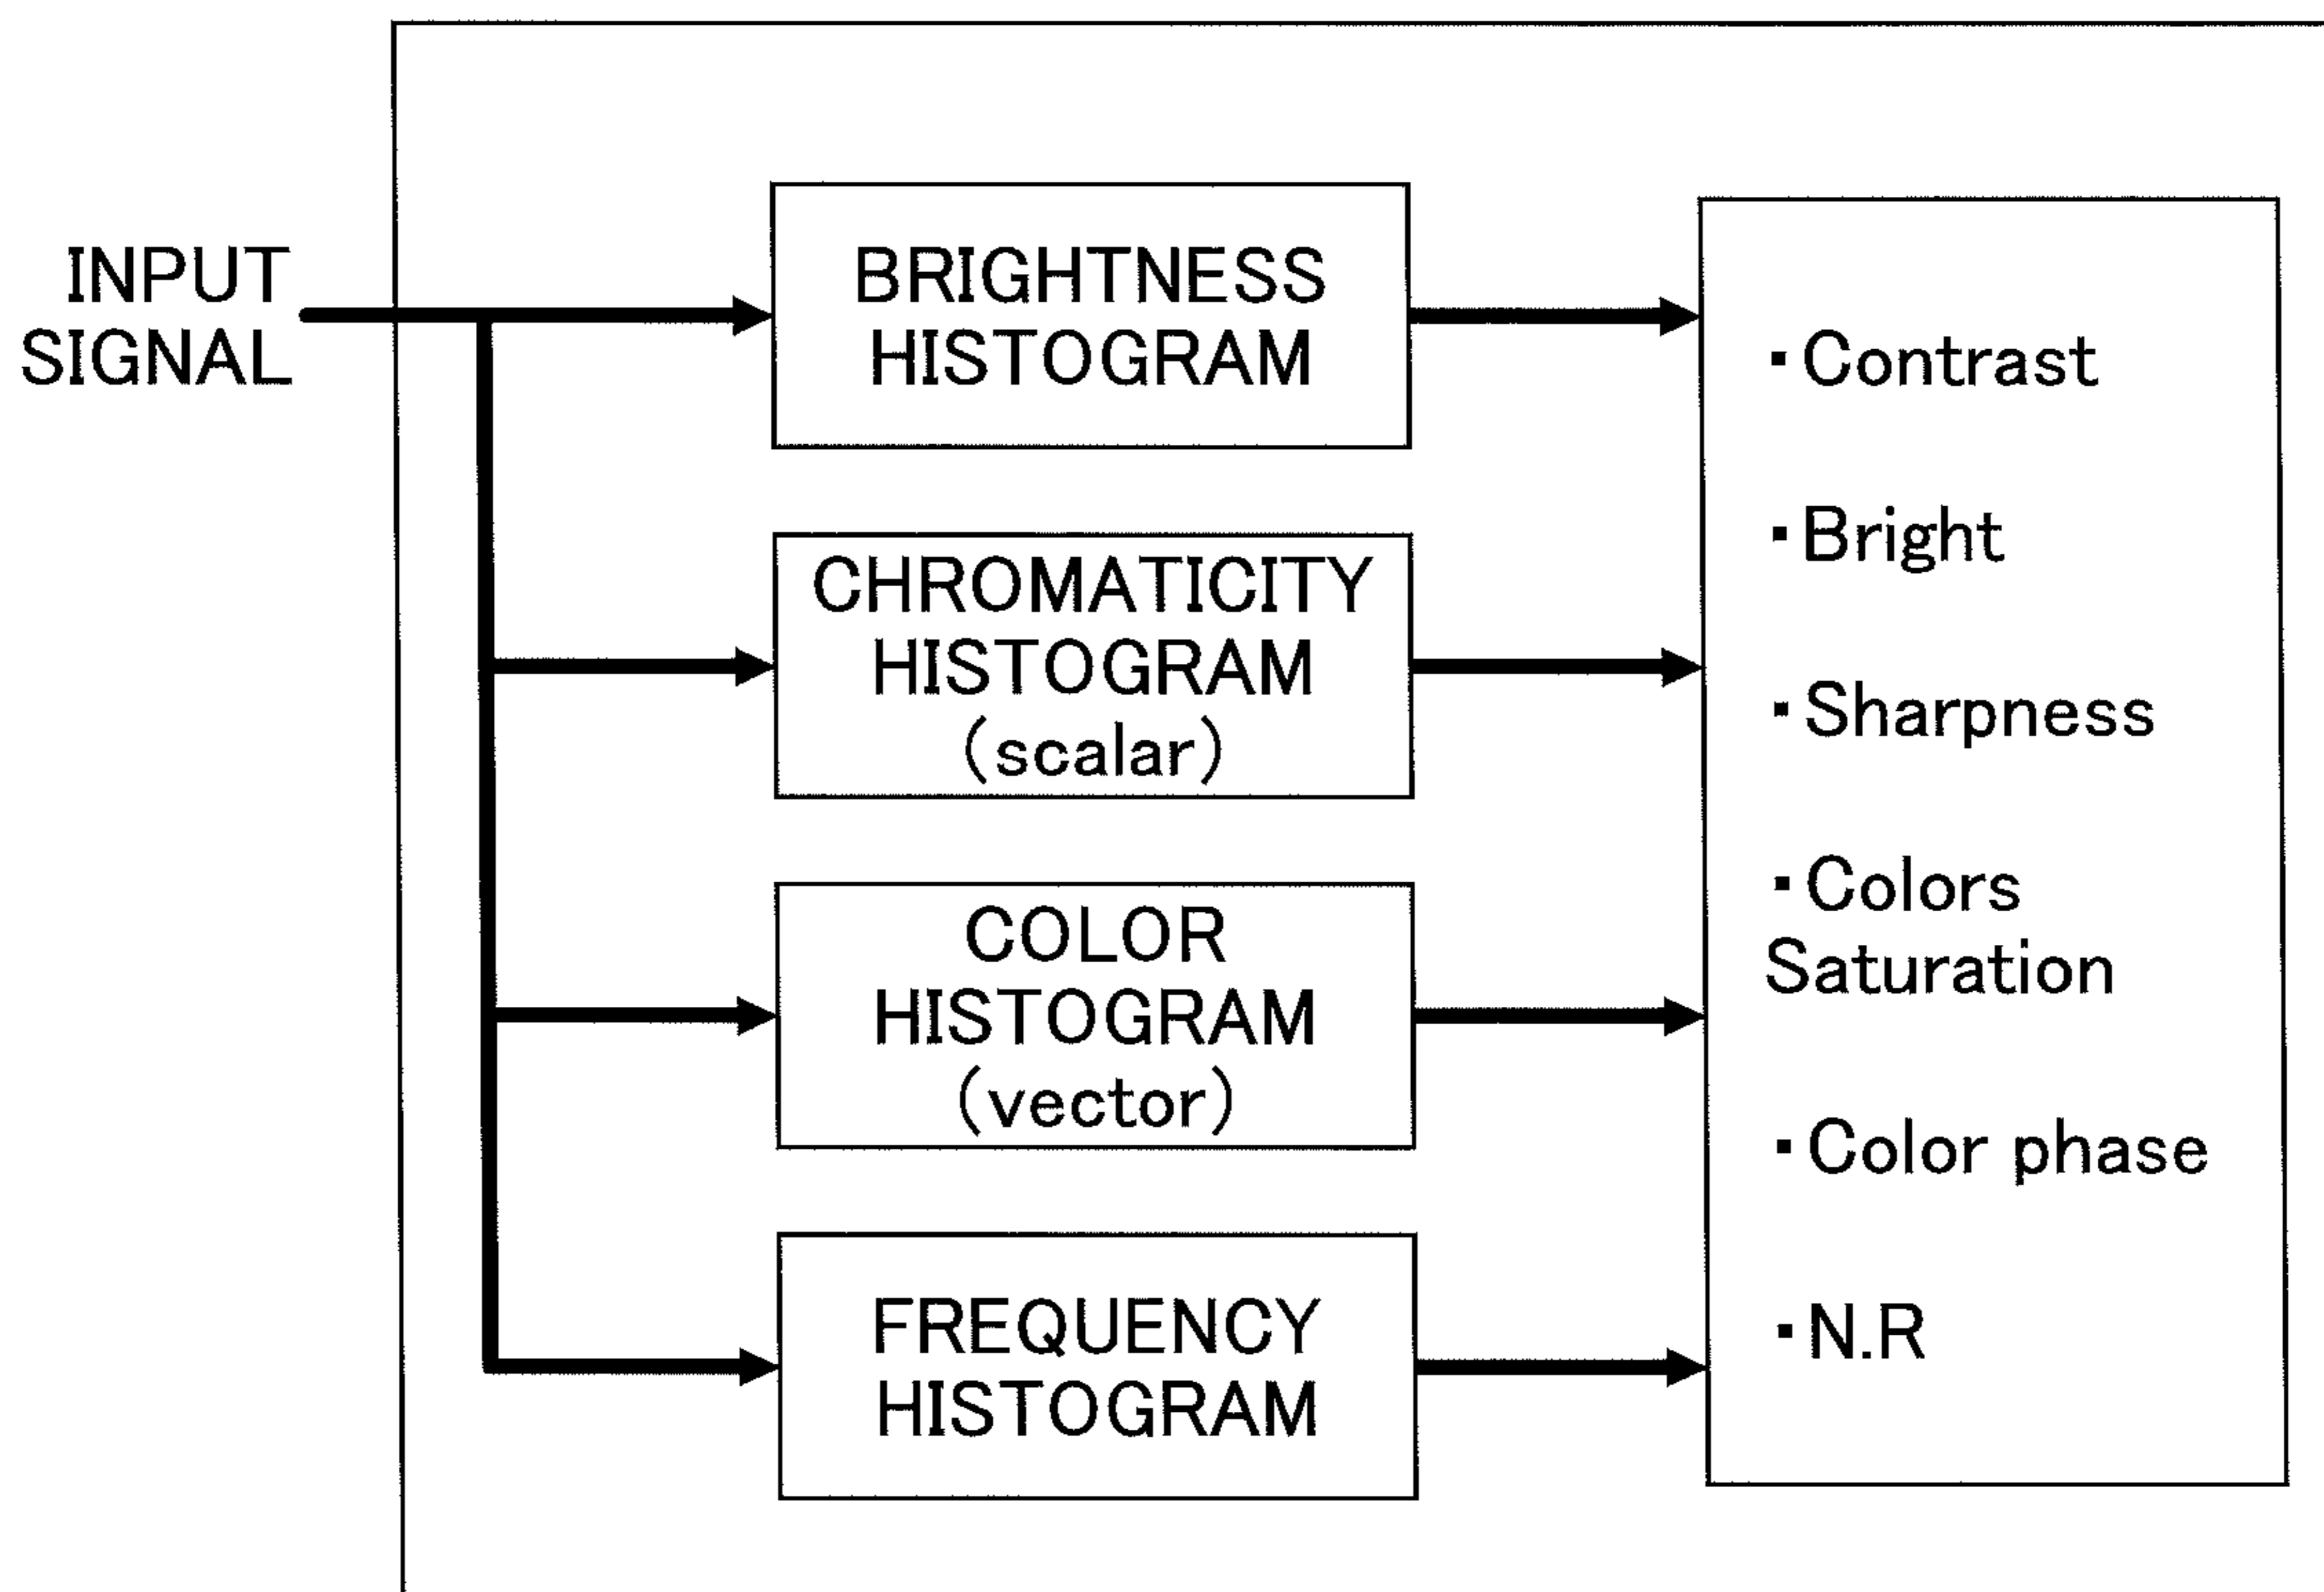 INPUT
SIGNAL
BRIGHTNESS
HISTOGRAM
CHROMATICITY
HISTOGRAM
(scalar)
COLOR
HISTOGRAM
(vector)
FREQUENCY
HISTOGRAM
・Contrast
・Bright
・Sharpness
・Colors
Saturation
・Color phase
・N.R